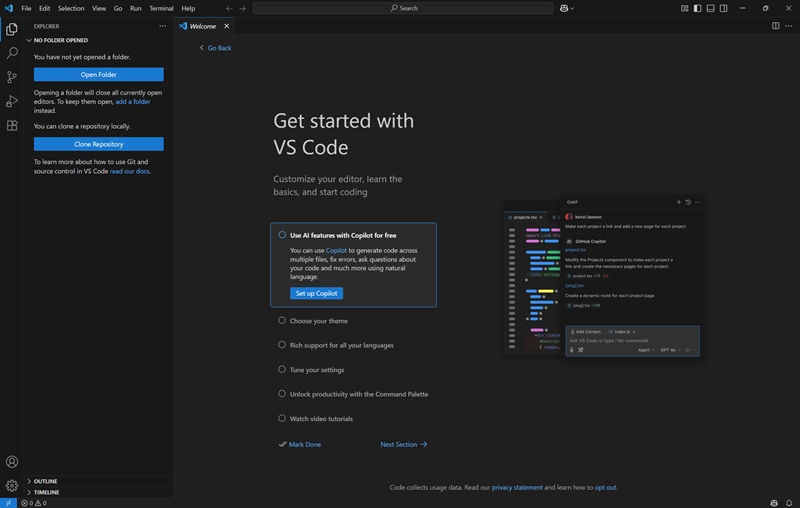 File Edit Selection View Go Run Terminal Help
Search
EXPLORER
Welcome
NO FOLDER OPENED
You have not yet opened a folder.
Open Folder
Opening a folder will close all currently open
editors. To keep them open, add a folder
instead.
You can clone a repository locally.
Clone Repository
To learn more about how to use Git and
source control in VS Code read our docs.
OUTLINE
TIMELINE
Go Back
Get started with
VS Code
Customize your editor, learn the
basics, and start coding
Use AI features with Copilot for free
You can use Copilot to generate code across
multiple files, fix errors, ask questions about
your code and much more using natural
language.
Set up Copilot
Choose your theme
Rich support for all your languages
Tune your settings
Unlock productivity with the Command Palette
Watch video tutorials
Mark Done
Next Section
projects.tsx
CHAT
kenzi.lawson
Make each project a link and add a new page for each project
GitHub Copilot
project.tsx
Modify the Projects component to make each project a
link and create the necessary pages for each project.
project.tsx
[slug].tsx
Create a dynamic route for each project page
[slug].tsx
Add Context...
index.ts
Ask VS Code or type / for commands
Agent
GPT 4o
Code collects usage data. Read our privacy statement and learn how to opt out.
0 0